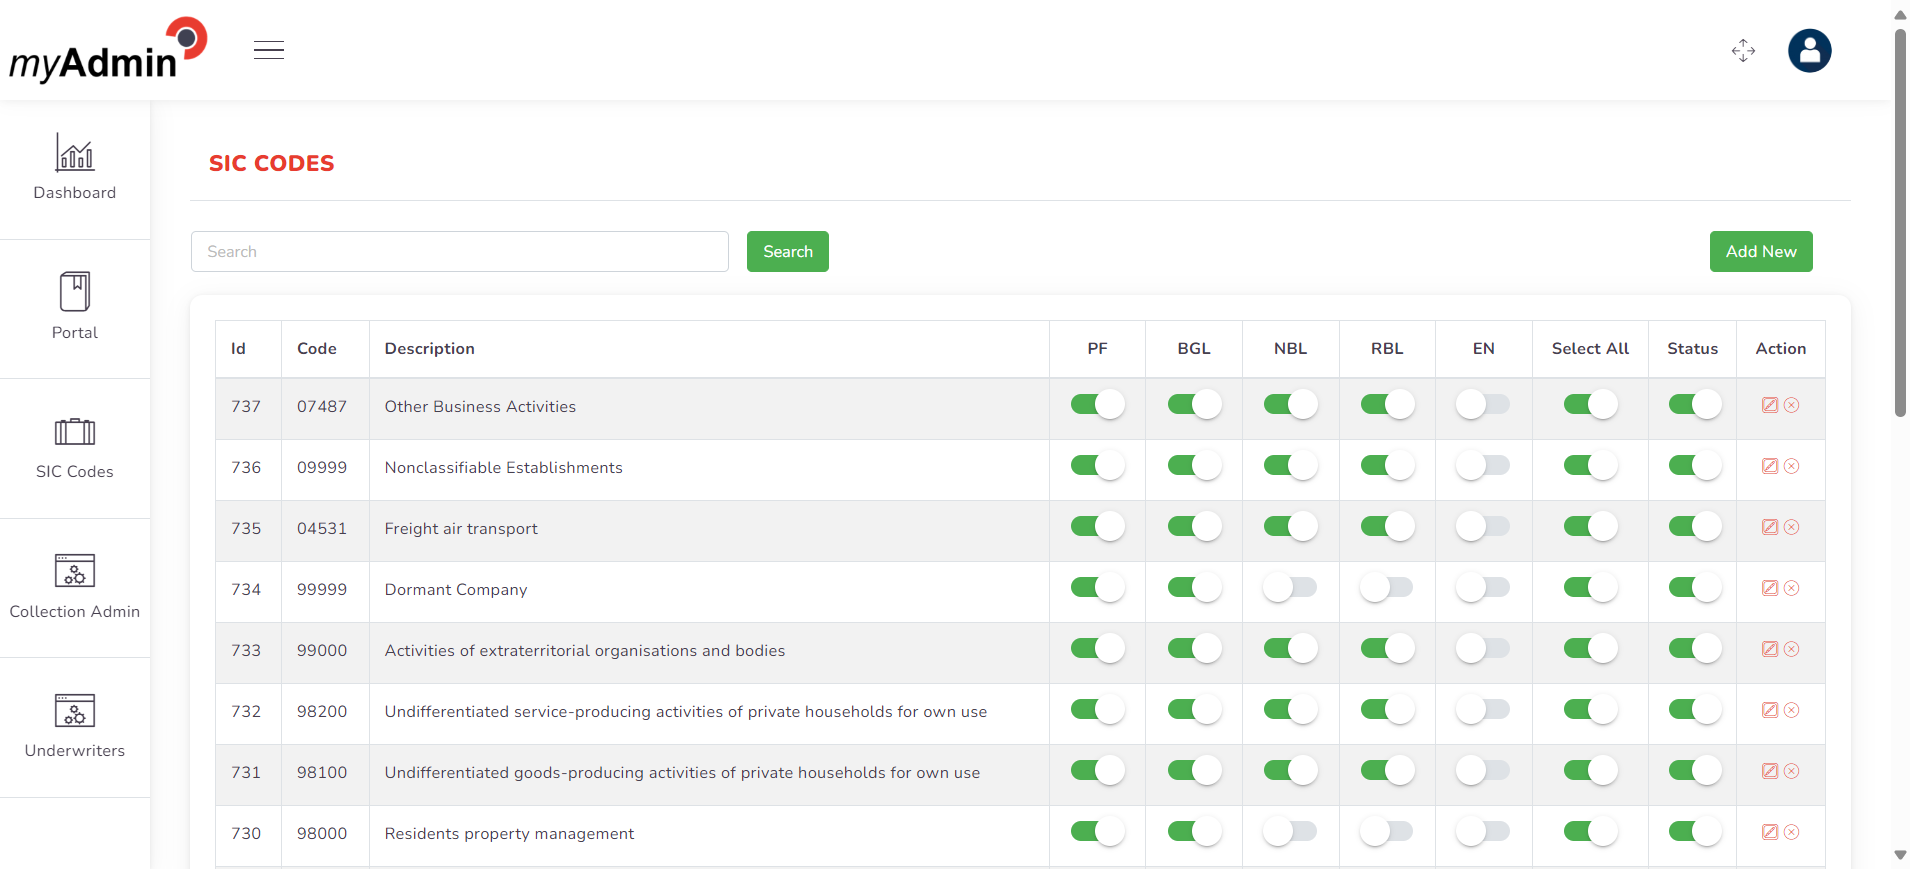 myAdmin
Dashboard
Portal
SIC Codes
Collection Admin
Underwriters
SIC CODES
Search Search Add New
Id Code Description PF BGL NBL RBL EN Select All Status Action
737 07487 Other Business Activities
736 09999 Nonclassifiable Establishments
735 04531 Freight air transport
734 99999 Dormant Company
733 99000 Activities of extraterritorial organisations and bodies
732 98200 Undifferentiated service-producing activities of private households for own use
731 98100 Undifferentiated goods-producing activities of private households for own use
730 98000 Residents property management